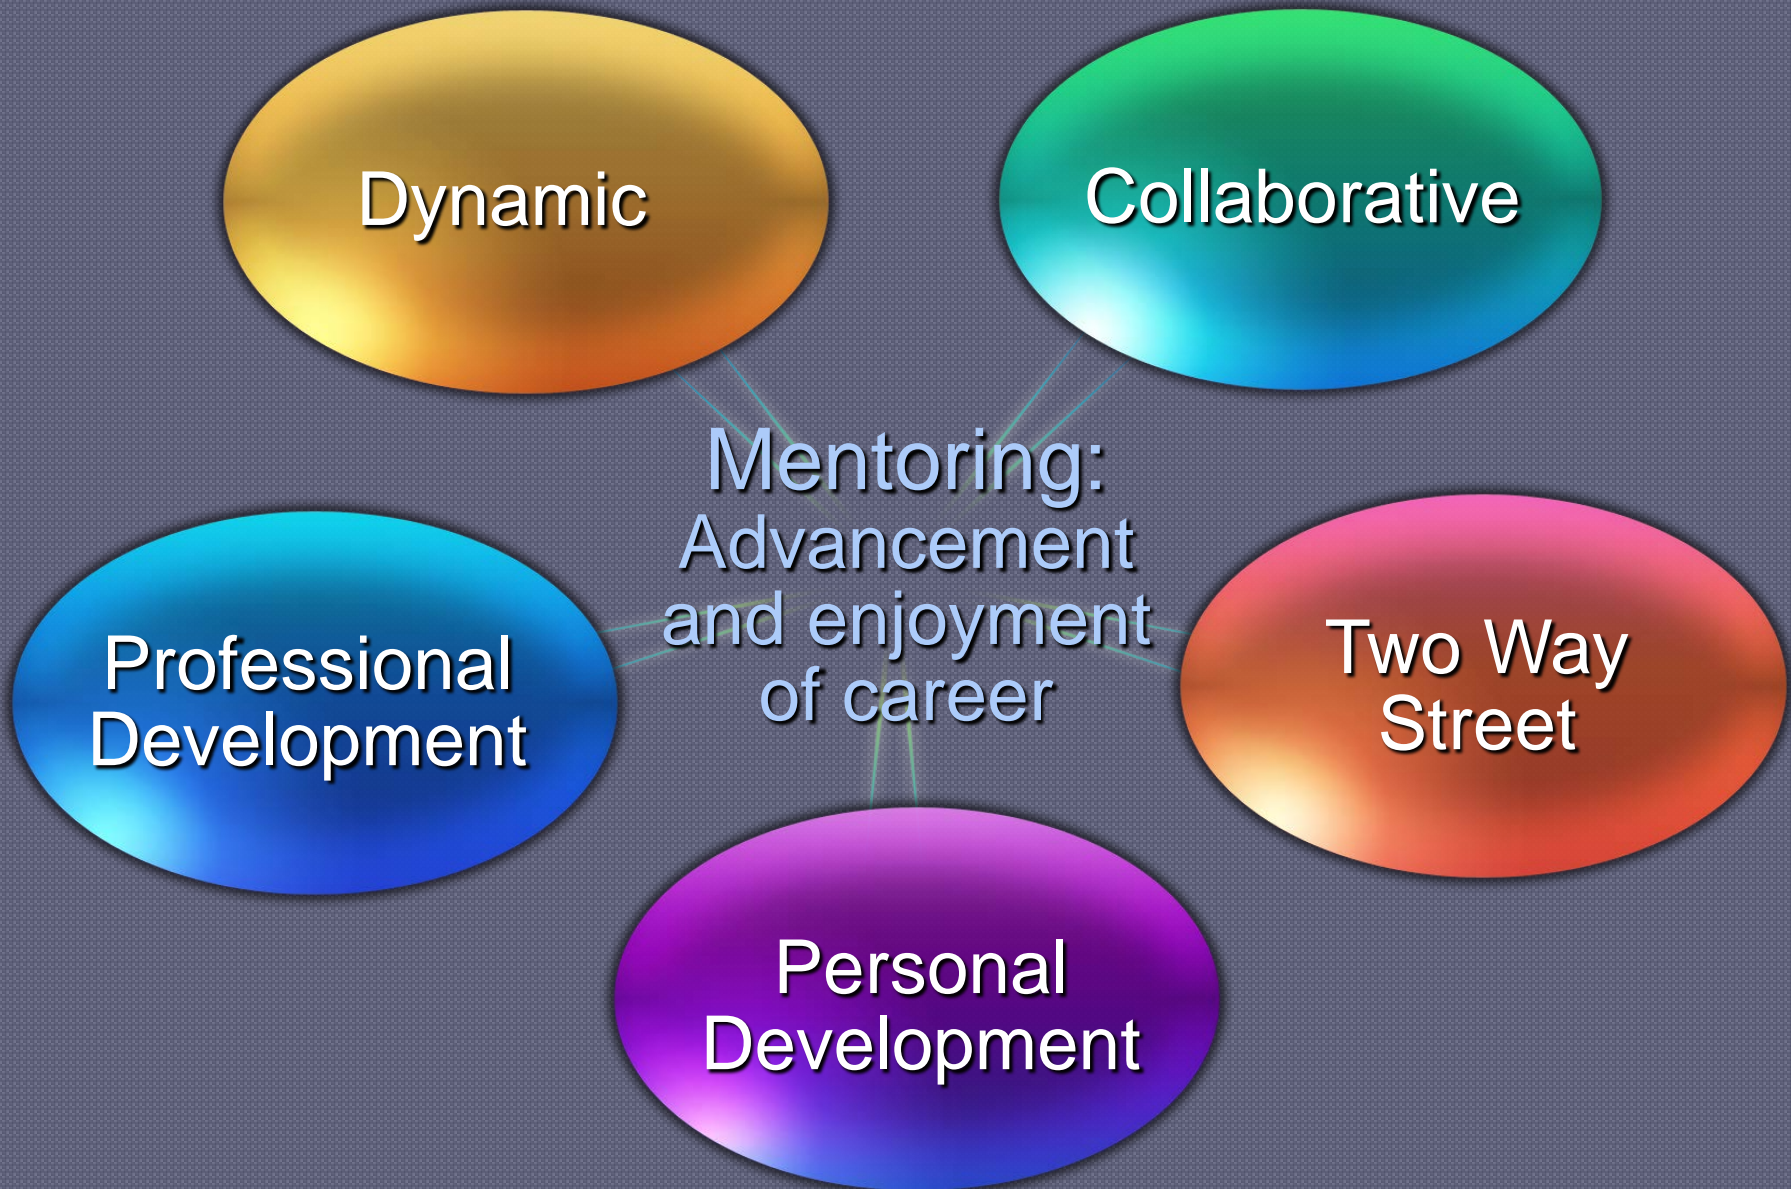 Dynamic
Collaborative
Mentoring:
Advancement
and enjoyment
of career
Professional
Development
Two Way
Street
Personal
Development